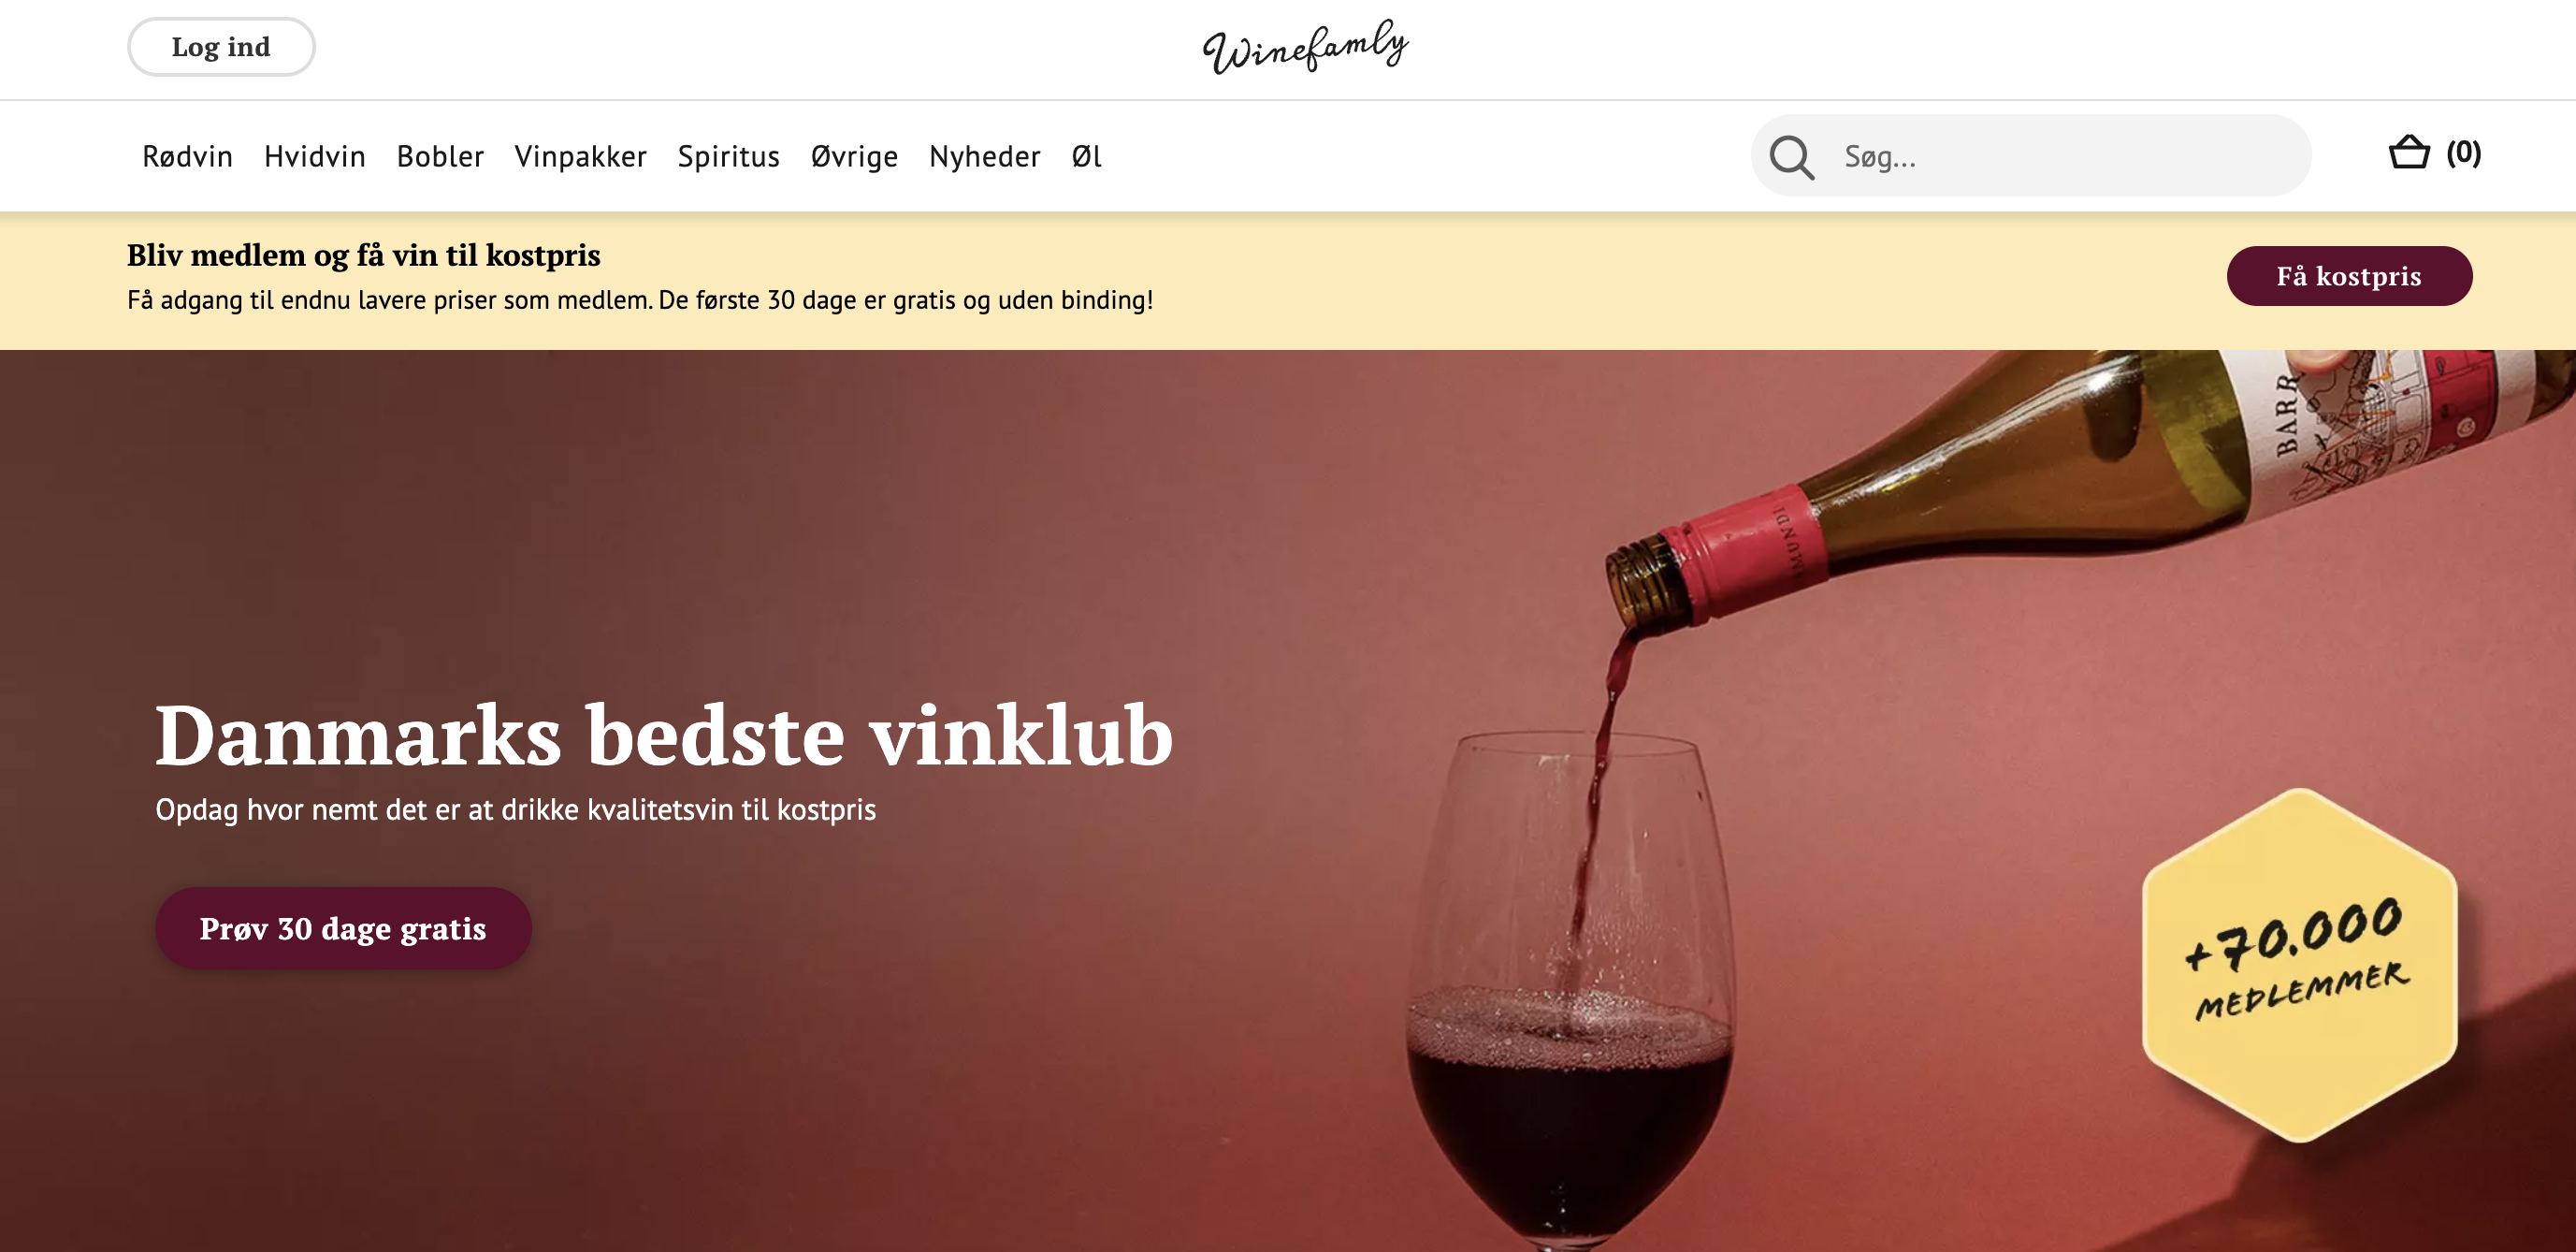 Log ind
Winefamly
Rødvin Hvidvin Bobler Vinpakker Spiritus Øvrige Nyheder Øl
Søg...
(0)
Bliv medlem og få vin til kostpris
Få adgang til endnu lavere priser som medlem. De første 30 dage er gratis og uden binding!
Få kostpris
BARR
Danmarks bedste vinklub
Opdag hvor nemt det er at drikke kvalitetsvin til kostpris
Prøv 30 dage gratis
+70.000
MEDLEMMER